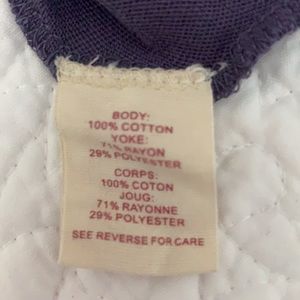 BODY:
100% COTTON
YOKE:
71% RAYON
29% POLYESTER
CORPS:
100% COTON
JOUG:
71% RAYONNE
29% POLYESTER
SEE REVERSE FOR CARE